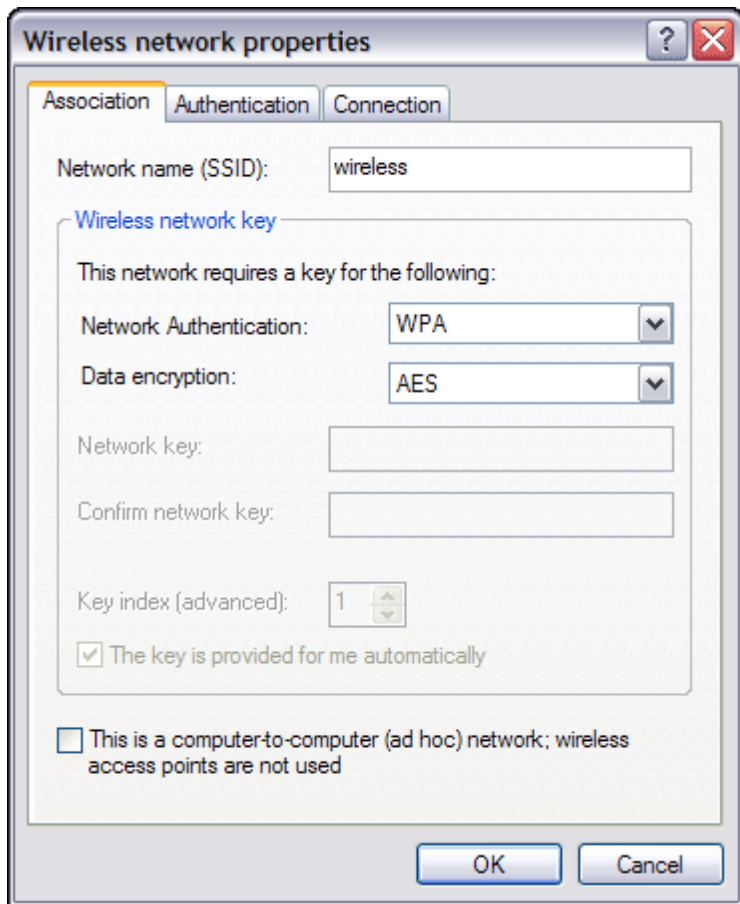 Wireless network properties
Association Authentication Connection
Network name (SSID): wireless
Wireless network key
This network requires a key for the following:
Network Authentication: WPA
Data encryption: AES
Network key:
Confirm network key:
Key index (advanced): 1
The key is provided for me automatically
This is a computer-to-computer (ad hoc) network; wireless
access points are not used
OK Cancel